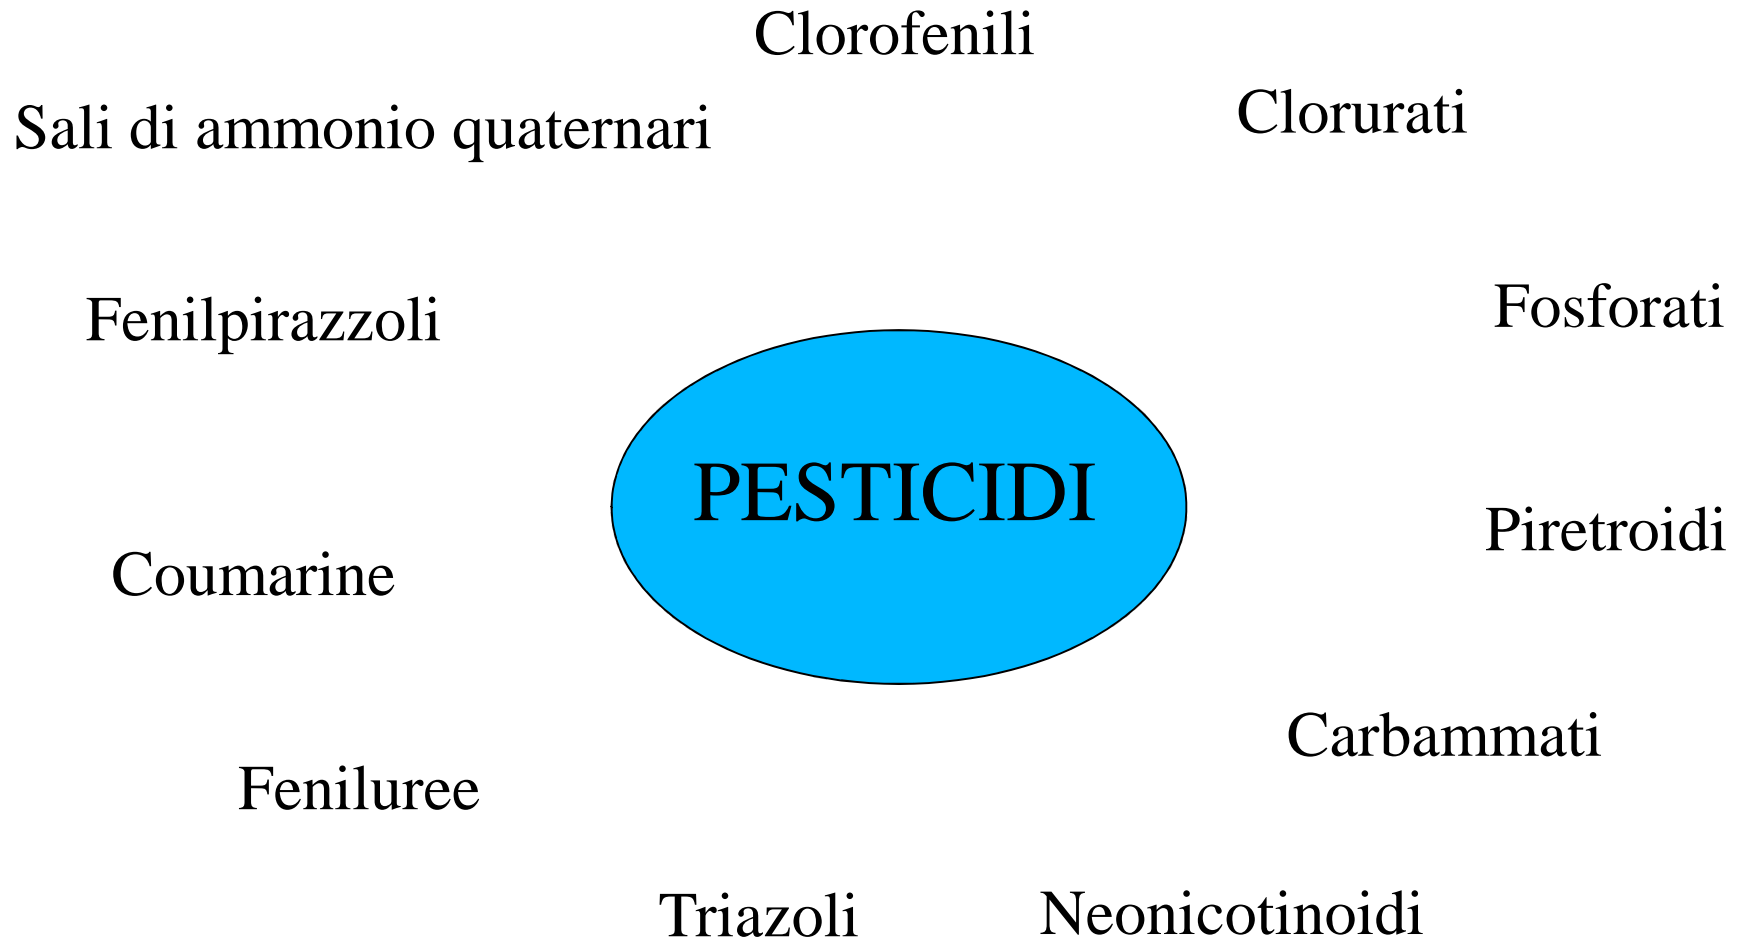 Clorofenili
Clorurati
Sali di ammonio quaternari
Fosforati
Fenilpirazzoli
PESTICIDI
Piretroidi
Coumarine
Carbammati
Feniluree
Triazoli
Neonicotinoidi